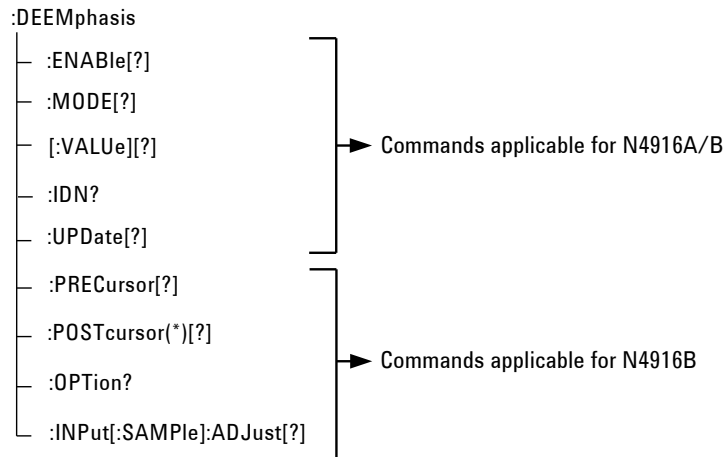 :DEEMphasis
:ENABle[?]
:MODE[?]
[:VALUe][?]
Commands applicable for N4916A/B
:IDN?
:UPDate[?]
:PRECursor[?]
:POSTcursor(*)[?]
Commands applicable for N4916B
:OPTion?
:INPut[:SAMPle]:ADJust[?]